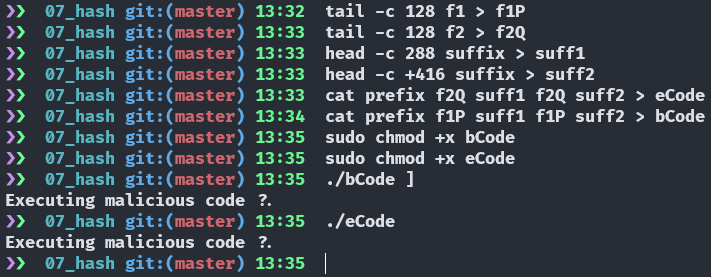 ❯❯ 07_hash git:(master) 13:32 tail -c 128 f1 > f1P
❯❯ 07_hash git:(master) 13:33 tail -c 128 f2 > f2Q
❯❯ 07_hash git:(master) 13:33 head -c 288 suffix > suff1
❯❯ 07_hash git:(master) 13:33 head -c +416 suffix > suff2
❯❯ 07_hash git:(master) 13:33 cat prefix f2Q suff1 f2Q suff2 > eCode
❯❯ 07_hash git:(master) 13:34 cat prefix f1P suff1 f1P suff2 > bCode
❯❯ 07_hash git:(master) 13:35 sudo chmod +x bCode
❯❯ 07_hash git:(master) 13:35 sudo chmod +x eCode
❯❯ 07_hash git:(master) 13:35 ./bCode ]
Executing malicious code ?.
❯❯ 07_hash git:(master) 13:35 ./eCode
Executing malicious code ?.
❯❯ 07_hash git:(master) 13:35